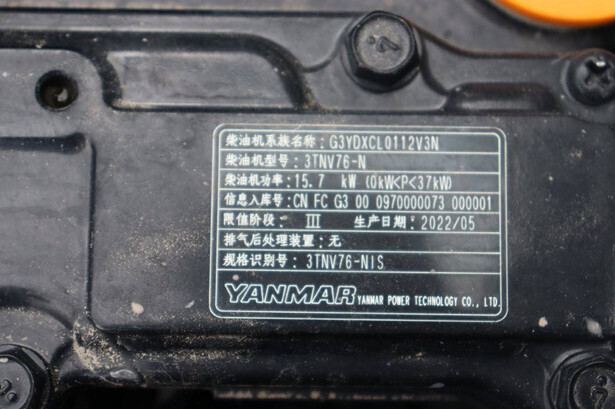 柴油机系族名称: G3YDXCL0112V3N
柴油机型号: 3TNV76-N
柴油机功率: 15.7 kW (0kW<P<37kW)
信息入库号: CN FC G3 00 0970000073 000001
限值阶段: III 生产日期: 2022/05
排气后处理装置: 无
规格识别号: 3TNV76-NIS
YANMAR YANMAR POWER TECHNOLOGY CO., LTD.
7